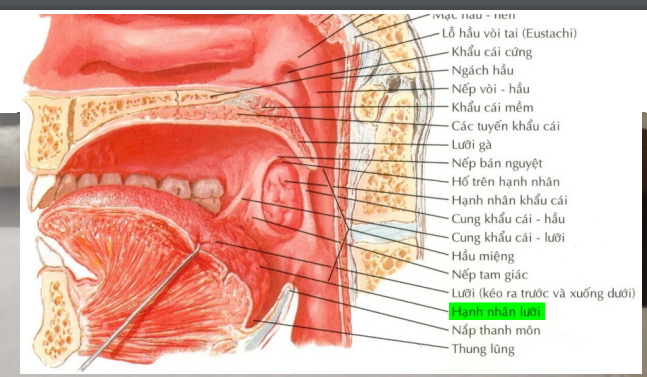 Mạc hầu - nền
Lỗ hầu vòi tai (Eustachi)
Khẩu cái cứng
Ngách hầu
Nếp vòi - hầu
Khẩu cái mềm
Các tuyến khẩu cái
Lưỡi gà
Nếp bán nguyệt
Hố trên hạnh nhân
Hạnh nhân khẩu cái
Cung khẩu cái - hầu
Cung khẩu cái - lưỡi
Hầu miệng
Nếp tam giác
Lưỡi (kéo ra trước và xuống dưới)
Hạnh nhân lưỡi
Nắp thanh môn
Thung lũng